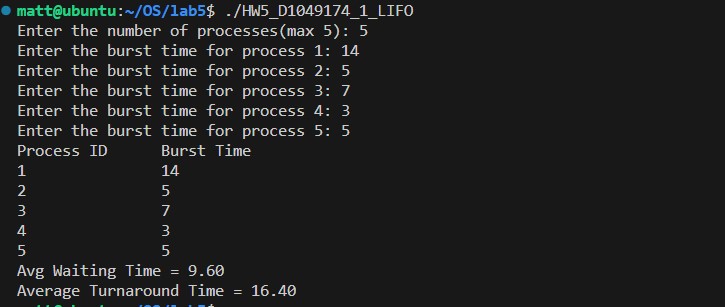 matt@ubuntu:~/OS/lab5$ ./HW5_D1049174_1_LIFO
Enter the number of processes(max 5): 5
Enter the burst time for process 1: 14
Enter the burst time for process 2: 5
Enter the burst time for process 3: 7
Enter the burst time for process 4: 3
Enter the burst time for process 5: 5
Process ID Burst Time
1 14
2 5
3 7
4 3
5 5
Avg Waiting Time = 9.60
Average Turnaround Time = 16.40